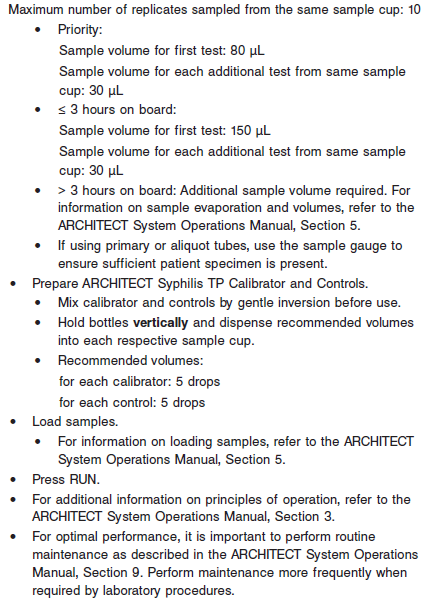 Maximum number of replicates sampled from the same sample cup: 10
• Priority:
Sample volume for first test: 80 µL
Sample volume for each additional test from same sample
cup: 30 µL
• ≤ 3 hours on board:
Sample volume for first test: 150 µL
Sample volume for each additional test from same sample
cup: 30 µL
• > 3 hours on board: Additional sample volume required. For
information on sample evaporation and volumes, refer to the
ARCHITECT System Operations Manual, Section 5.
• If using primary or aliquot tubes, use the sample gauge to
ensure sufficient patient specimen is present.
• Prepare ARCHITECT Syphilis TP Calibrator and Controls.
• Mix calibrator and controls by gentle inversion before use.
• Hold bottles vertically and dispense recommended volumes
into each respective sample cup.
• Recommended volumes:
for each calibrator: 5 drops
for each control: 5 drops
• Load samples.
• For information on loading samples, refer to the ARCHITECT
System Operations Manual, Section 5.
• Press RUN.
• For additional information on principles of operation, refer to the
ARCHITECT System Operations Manual, Section 3.
• For optimal performance, it is important to perform routine
maintenance as described in the ARCHITECT System Operations
Manual, Section 9. Perform maintenance more frequently when
required by laboratory procedures.